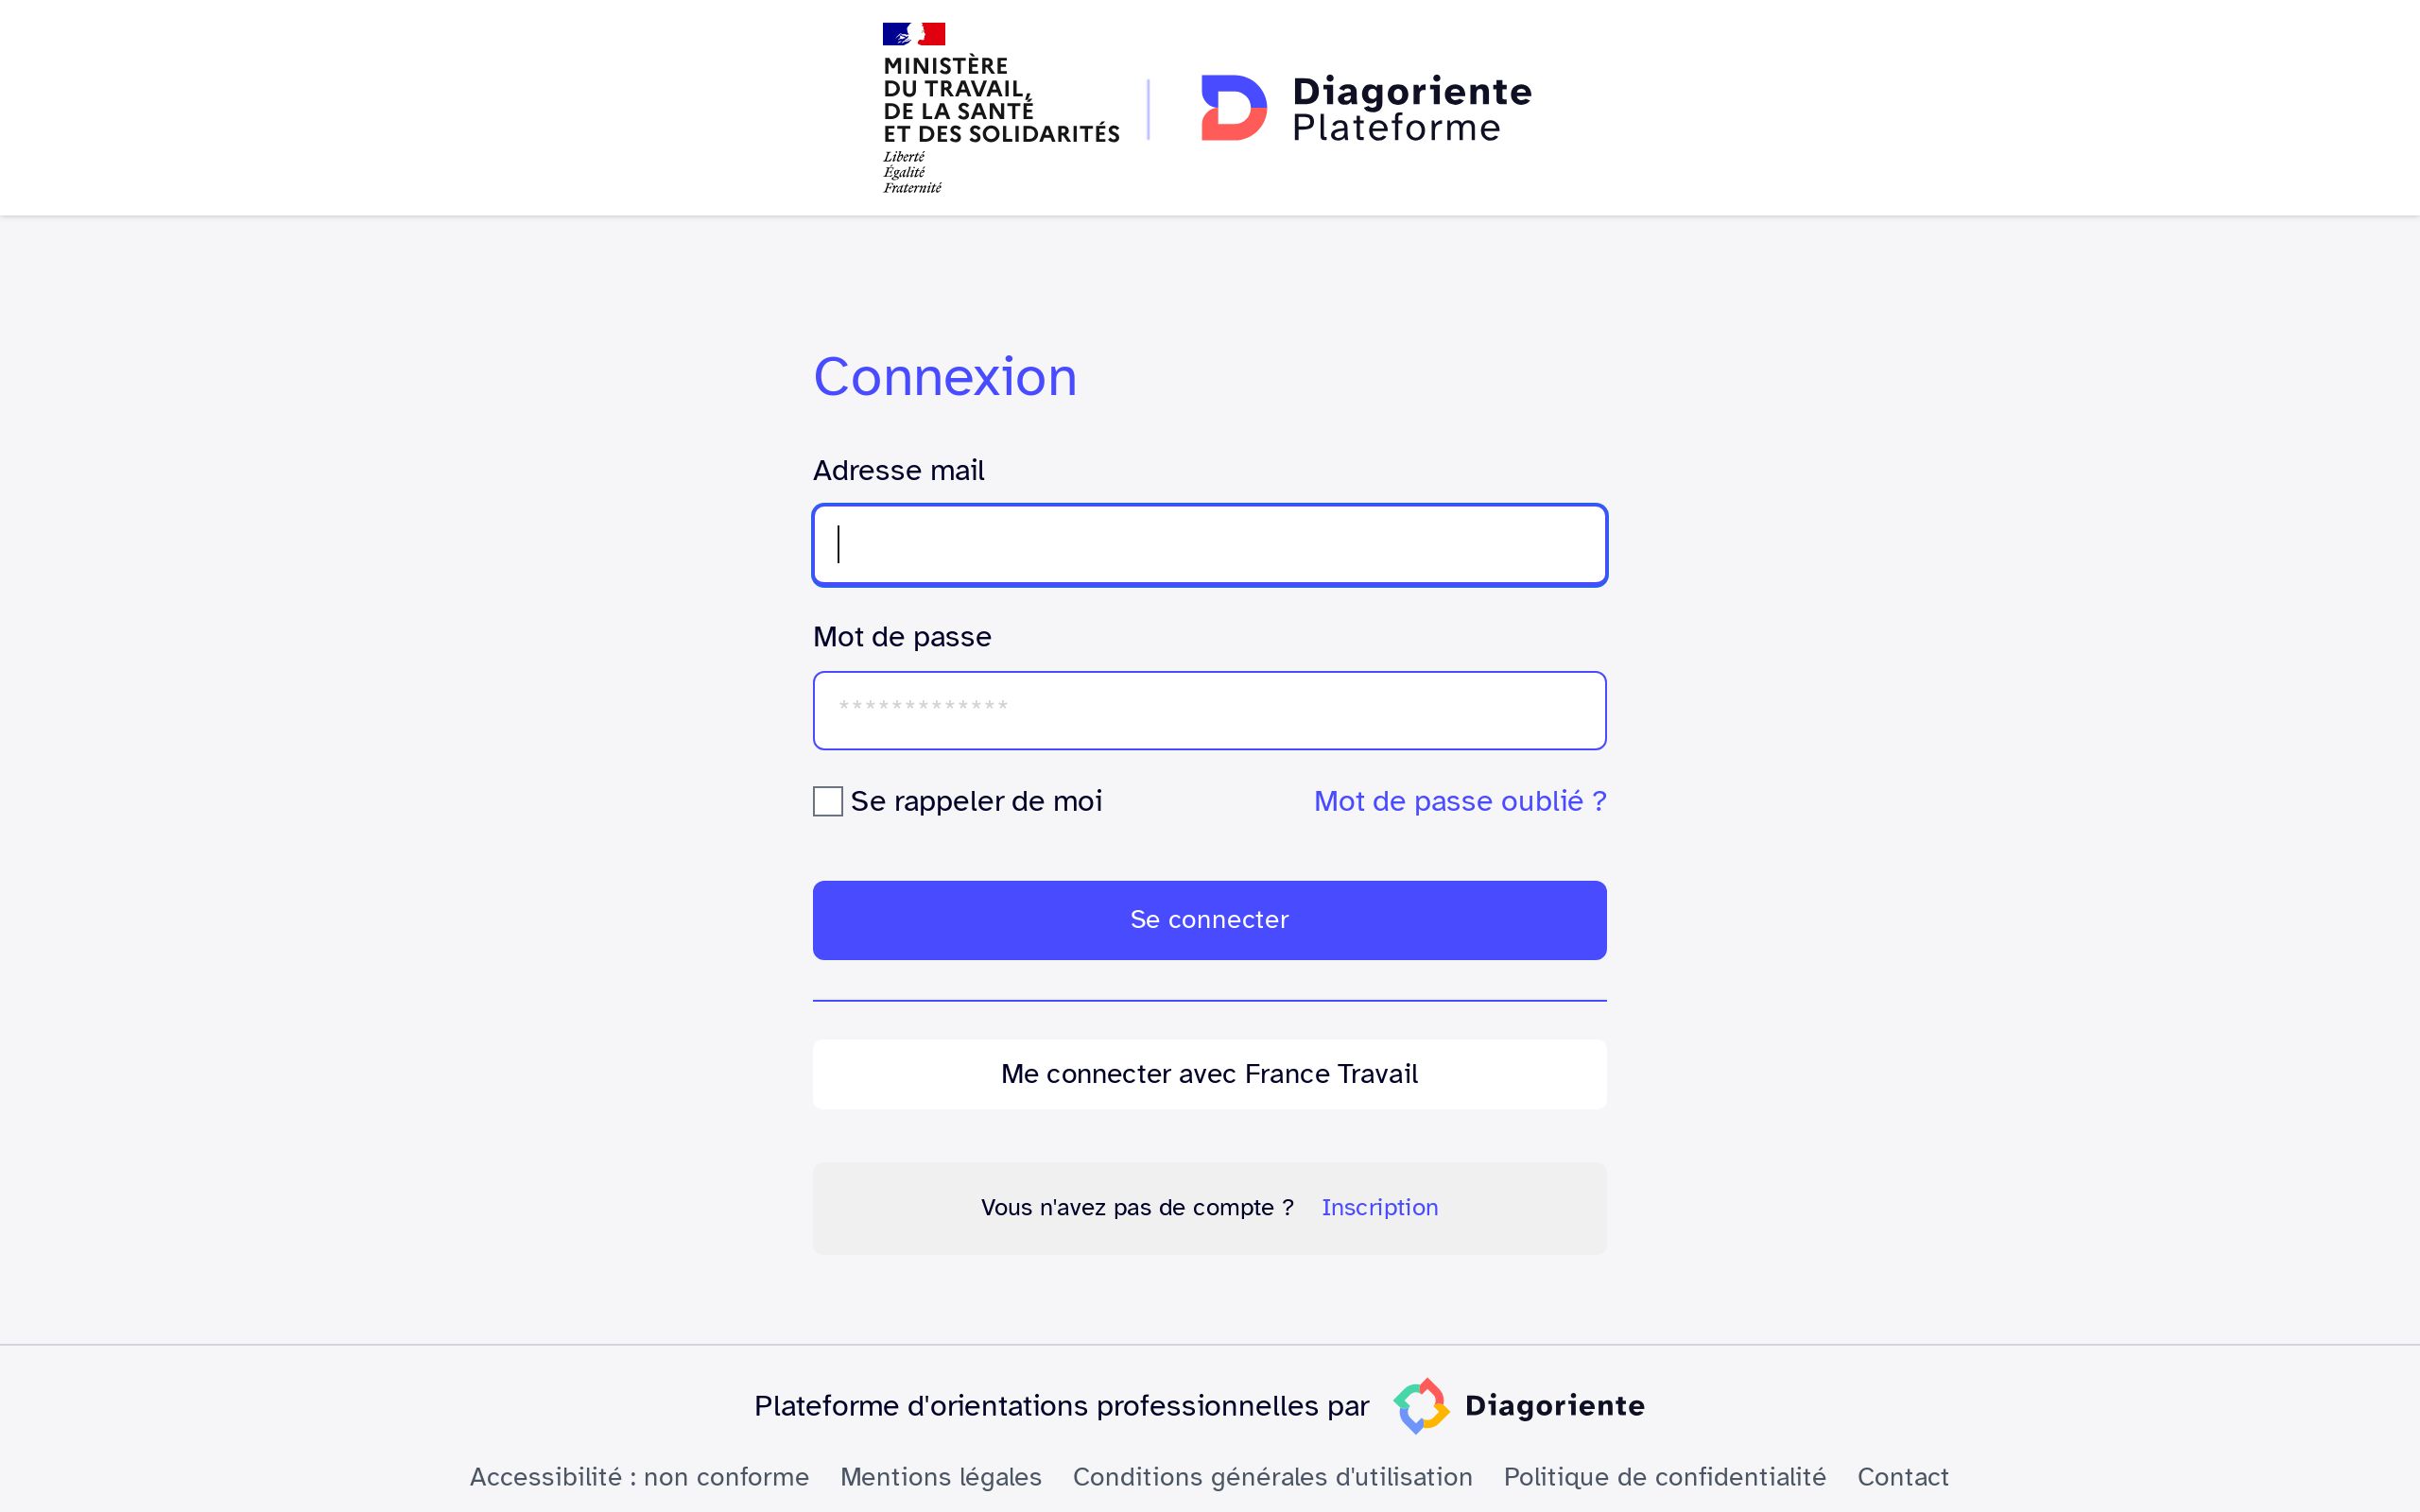 MINISTÈRE
DU TRAVAIL,
DE LA SANTÉ
ET DES SOLIDARITÉS
Liberté
Égalité
Fraternité
Diagoriente
Plateforme
Connexion
Adresse mail
Mot de passe
*************
Se rappeler de moi
Mot de passe oublié ?
Se connecter
Me connecter avec France Travail
Vous n'avez pas de compte ? Inscription
Plateforme d'orientations professionnelles par Diagoriente
Accessibilité : non conforme Mentions légales Conditions générales d'utilisation Politique de confidentialité Contact